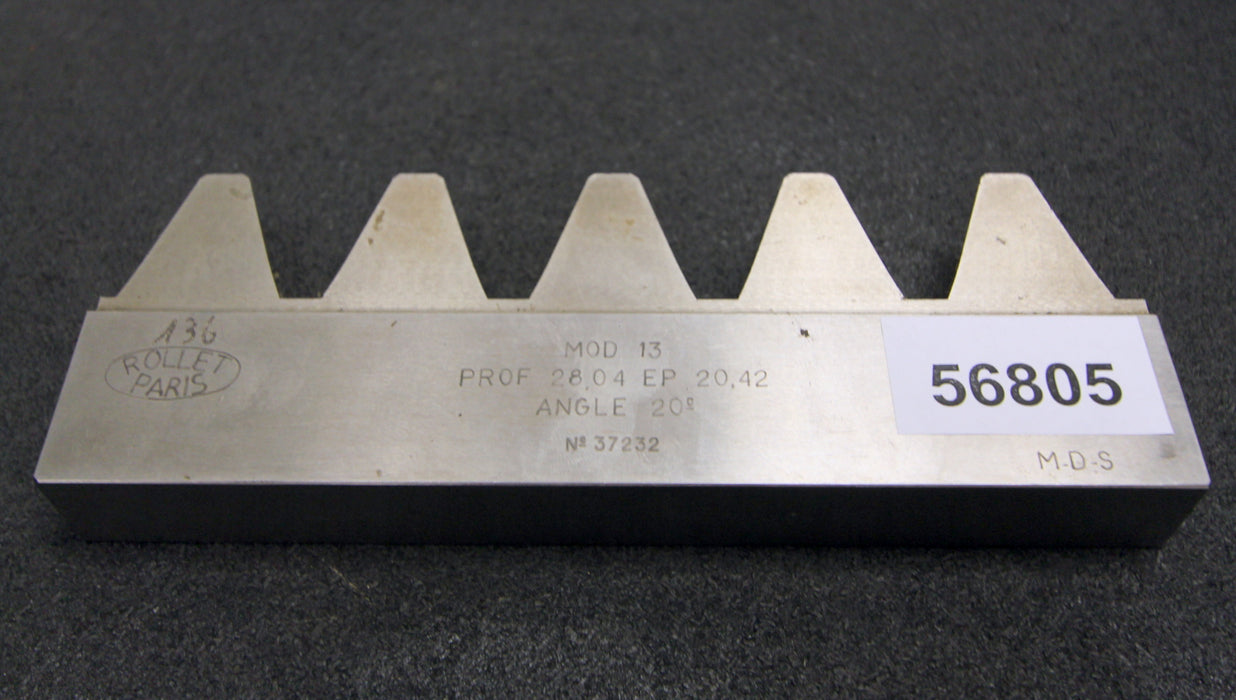 136
ROLLET
PARIS
MOD 13
PROF 28,04 EP 20,42
ANGLE 20º
Nº 37232
56805
M-D-S